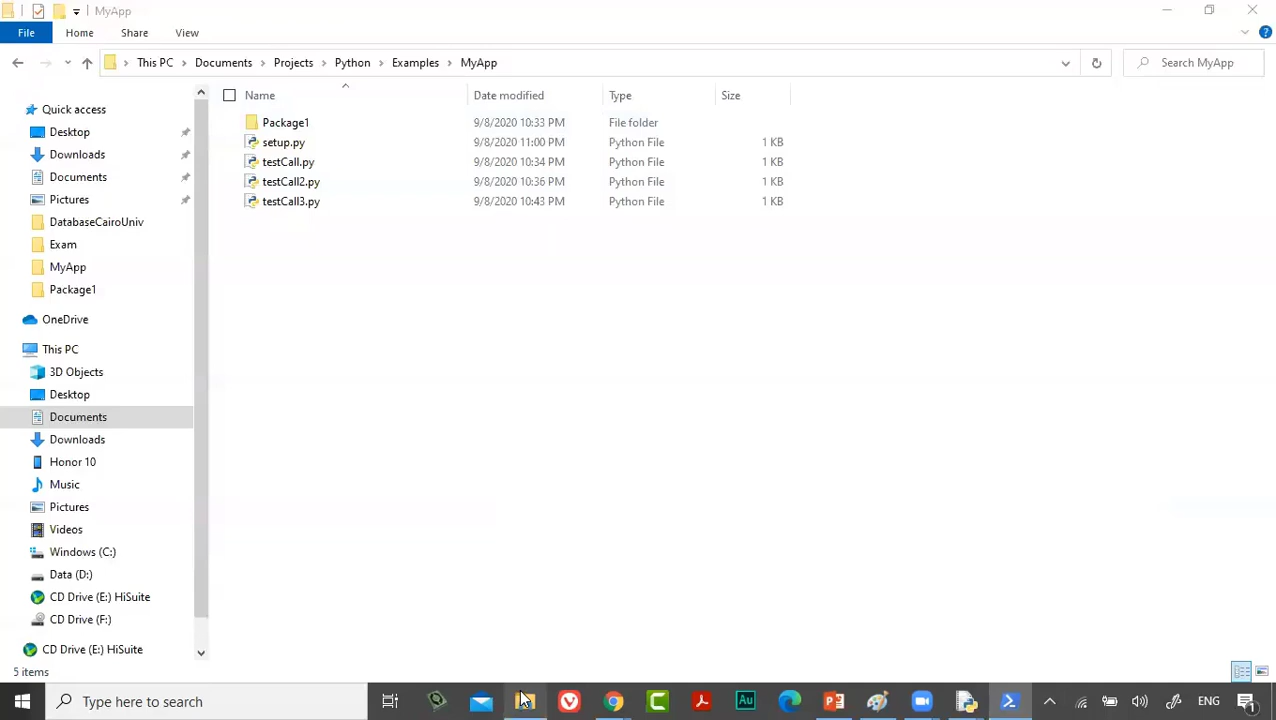 MyApp
File Home Share View
This PC Documents Projects Python Examples MyApp
Search MyApp
Name Date modified Type Size
Package1 9/8/2020 10:33 PM File folder
setup.py 9/8/2020 11:00 PM Python File 1 KB
testCall.py 9/8/2020 10:34 PM Python File 1 KB
testCall2.py 9/8/2020 10:36 PM Python File 1 KB
testCall3.py 9/8/2020 10:43 PM Python File 1 KB
Quick access
Desktop
Downloads
Documents
Pictures
DatabaseCairoUniv
Exam
MyApp
Package1
OneDrive
This PC
3D Objects
Desktop
Documents
Downloads
Honor 10
Music
Pictures
Videos
Windows (C:)
Data (D:)
CD Drive (E:) HiSuite
CD Drive (F:)
CD Drive (E:) HiSuite
5 items
Type here to search
Au
ENG
1